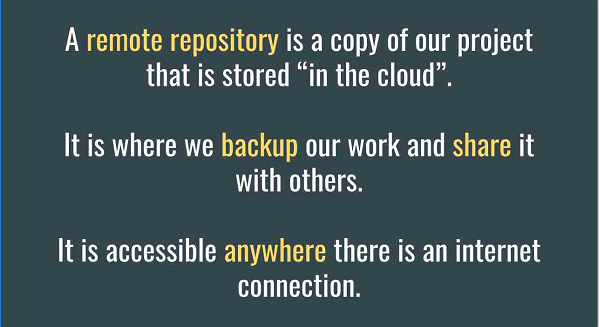 A remote repository is a copy of our project
that is stored “in the cloud”.
It is where we backup our work and share it
with others.
It is accessible anywhere there is an internet
connection.